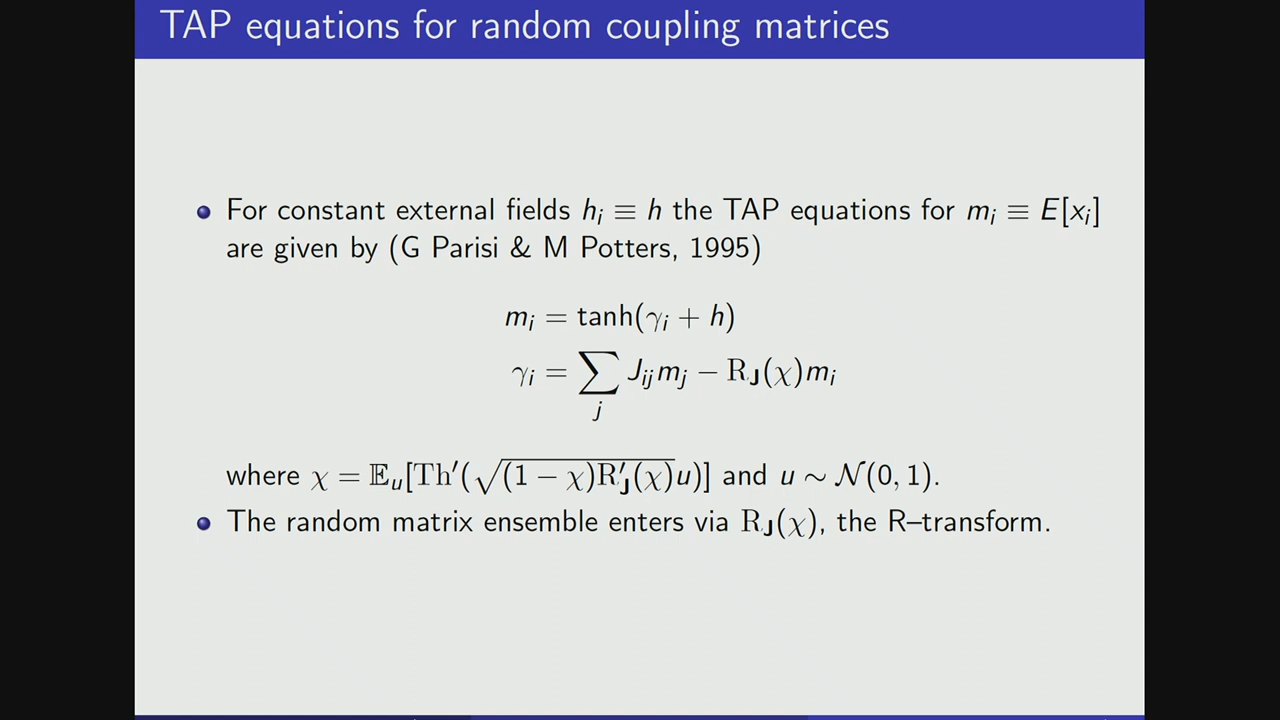 TAP equations for random coupling matrices
For constant external fields hᵢ ≡ h the TAP equations for mᵢ ≡ E[xᵢ]
are given by (G Parisi & M Potters, 1995)
mᵢ = tanh(γᵢ + h)
γᵢ = ∑ⱼ Jᵢⱼmⱼ − R_J(χ)mᵢ
where χ = 𝔼ᵤ[Th′(√((1 − χ)R′_J(χ))u)] and u ∼ 𝒩(0, 1).
The random matrix ensemble enters via R_J(χ), the R–transform.